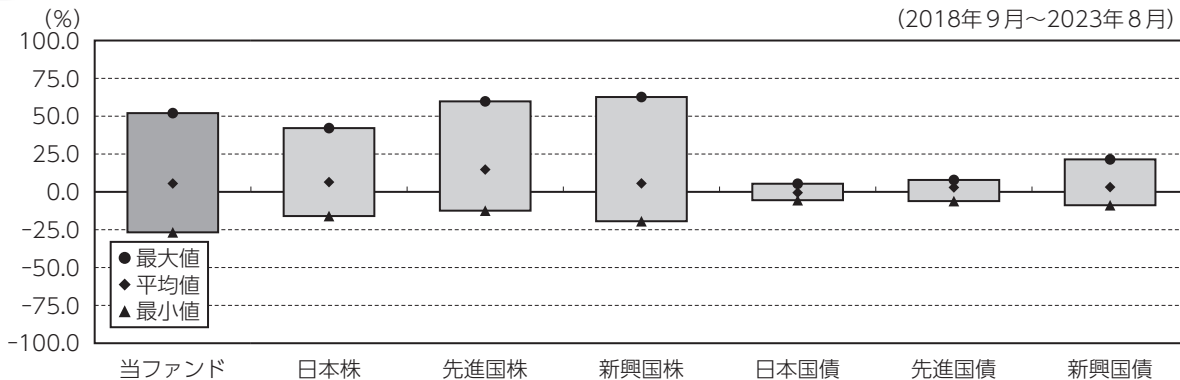 (%)
(2018年9月~2023年8月)
100.0
75.0
50.0
25.0
0.0
-25.0
-50.0
-75.0
-100.0
●最大値
◆平均値
▲最小値
当ファンド 日本株 先進国株 新興国株 日本国債 先進国債 新興国債